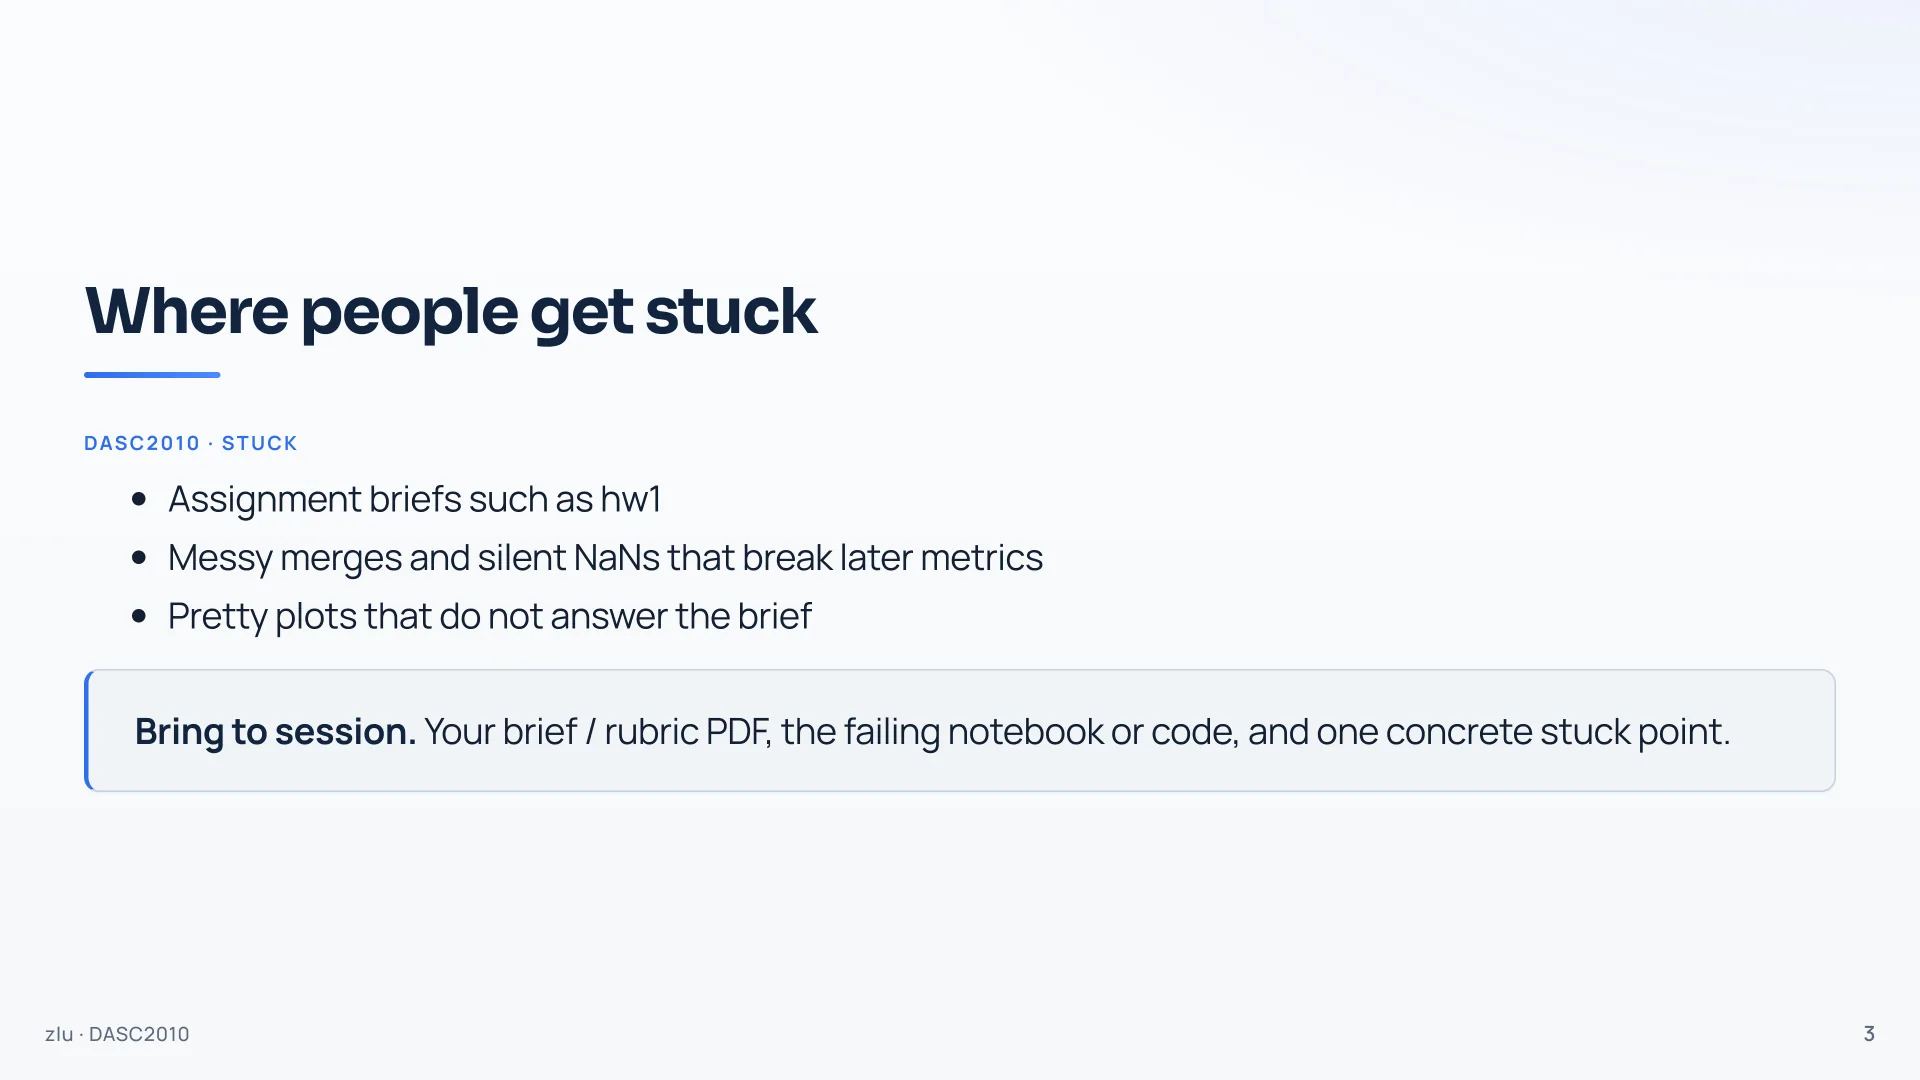 Where people get stuck
DASC2010 · STUCK
• Assignment briefs such as hw1
• Messy merges and silent NaNs that break later metrics
• Pretty plots that do not answer the brief
Bring to session. Your brief / rubric PDF, the failing notebook or code, and one concrete stuck point.
zlu · DASC2010
3